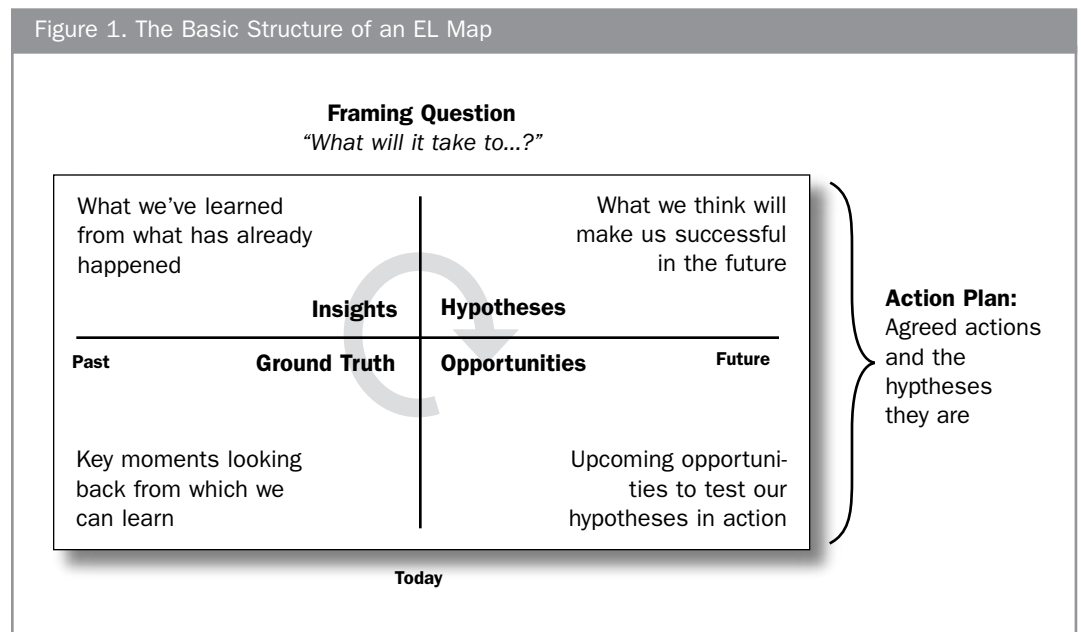 Figure 1. The Basic Structure of an EL Map
Framing Question
“What will it take to...?”
What we’ve learned
from what has already
happened
What we think will
make us successful
in the future
Insights
Hypotheses
Past
Ground Truth
Opportunities
Future
Key moments looking
back from which we
can learn
Upcoming opportuni-
ties to test our
hypotheses in action
Today
Action Plan:
Agreed actions
and the
hyptheses
they are